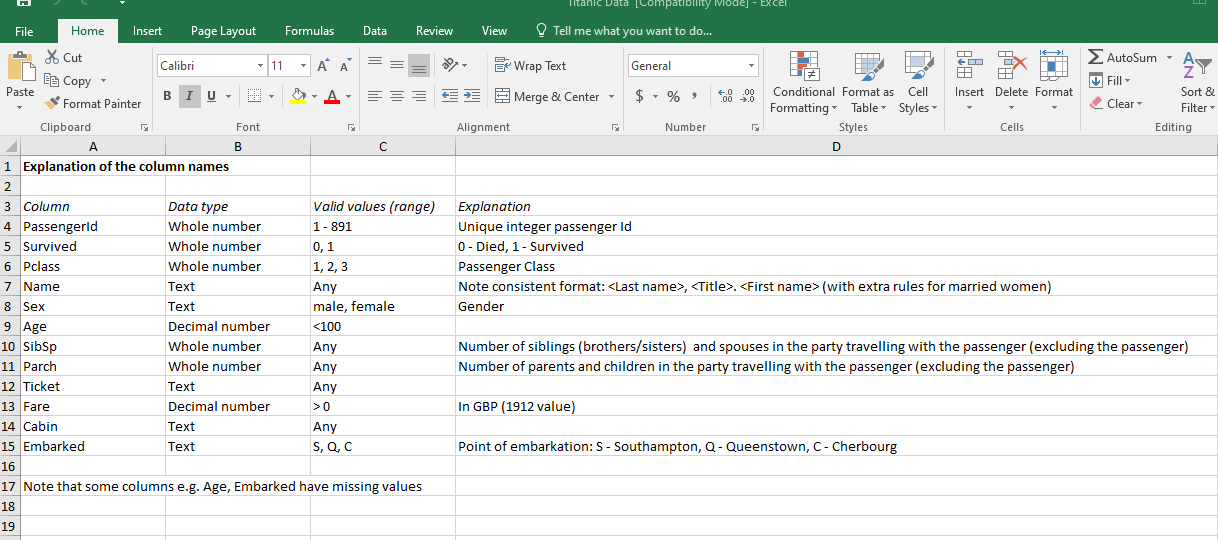 Titanic Data [Compatibility Mode] - Excel
File Home Insert Page Layout Formulas Data Review View Tell me what you want to do...
Cut
Copy
Format Painter
Paste
Clipboard
Calibri 11
B I U
Font
Wrap Text
Merge & Center
Alignment
General
$ % ,
Number
Conditional Formatting
Format as Table
Cell Styles
Styles
Insert Delete Format
Cells
AutoSum
Fill
Clear
Sort & Filter
Editing
A B C D
1 Explanation of the column names
2
3 Column Data type Valid values (range) Explanation
4 PassengerId Whole number 1 - 891 Unique integer passenger Id
5 Survived Whole number 0, 1 0 - Died, 1 - Survived
6 Pclass Whole number 1, 2, 3 Passenger Class
7 Name Text Any Note consistent format: <Last name>, <Title>. <First name> (with extra rules for married women)
8 Sex Text male, female Gender
9 Age Decimal number <100
10 SibSp Whole number Any Number of siblings (brothers/sisters)  and spouses in the party travelling with the passenger (excluding the passenger)
11 Parch Whole number Any Number of parents and children in the party travelling with the passenger (excluding the passenger)
12 Ticket Text Any
13 Fare Decimal number > 0 In GBP (1912 value)
14 Cabin Text Any
15 Embarked Text S, Q, C Point of embarkation: S - Southampton, Q - Queenstown, C - Cherbourg
16
17 Note that some columns e.g. Age, Embarked have missing values
18
19